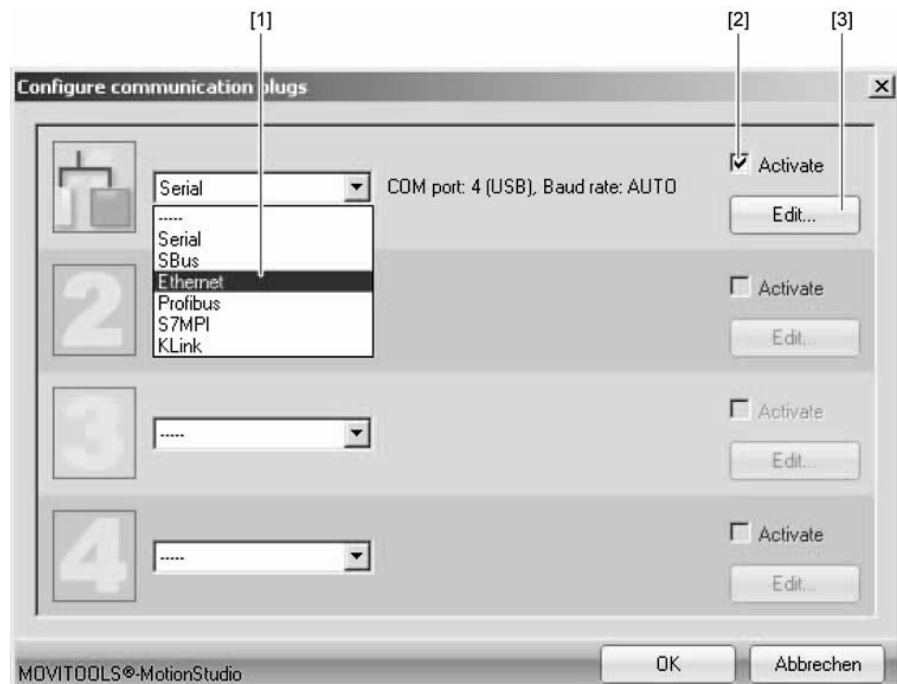 [1] [2] [3]
Configure communication plugs
Activate
Serial COM port: 4 (USB), Baud rate: AUTO
Edit...
-----
Serial
SBus
Ethernet
Profibus
S7MPI
KLink
2
Activate
Edit...
3
-----
Activate
Edit...
4
-----
Activate
Edit...
MOVITOOLS®-MotionStudio
OK
Abbrechen